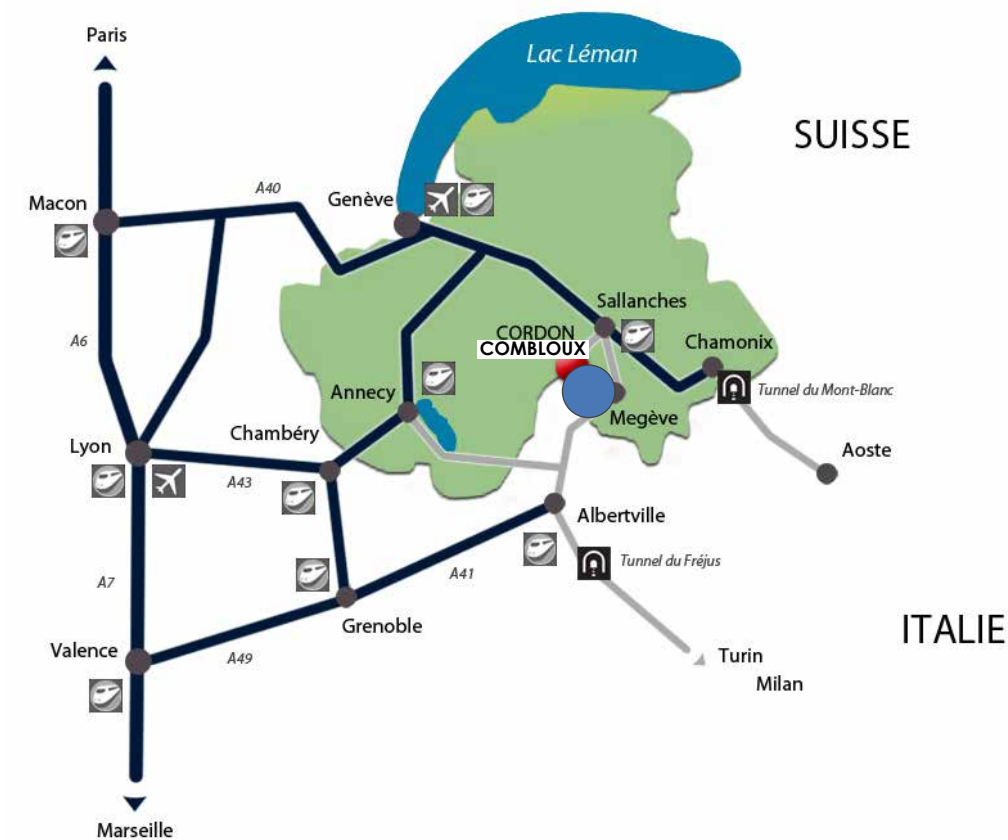 Paris
Lac Léman
SUISSE
A40
Macon
Genève
A6
Sallanches
CORDON
COMBLOUX
Chamonix
Annecy
Tunnel du Mont-Blanc
Megève
Chambéry
Lyon
Aoste
A43
Albertville
Tunnel du Fréjus
A7
A41
Grenoble
ITALIE
Valence
A49
Turin
Milan
Marseille